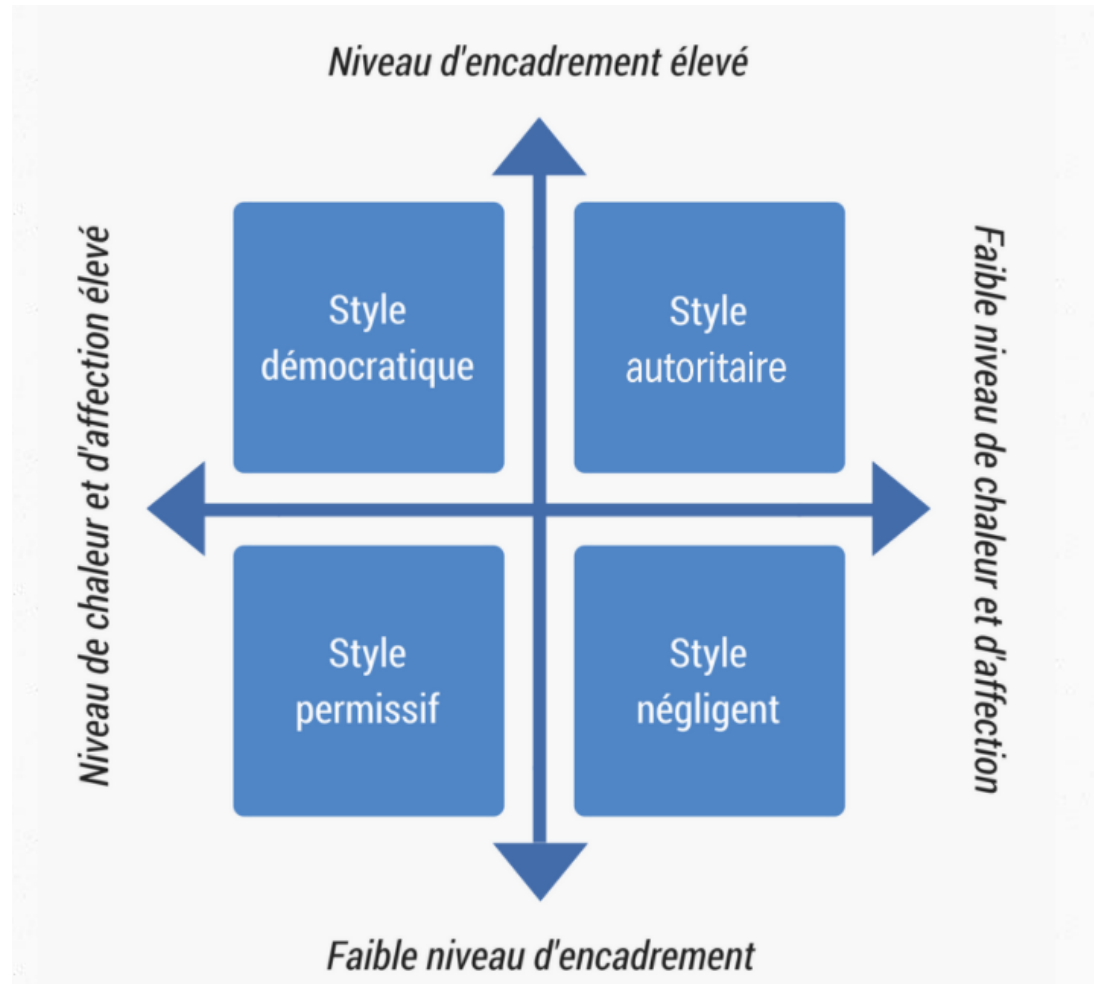 Niveau d'encadrement élevé
Niveau de chaleur et d'affection élevé
Style
démocratique
Style
autoritaire
Faible niveau de chaleur et d'affection
Style
permissif
Style
négligent
Faible niveau d'encadrement